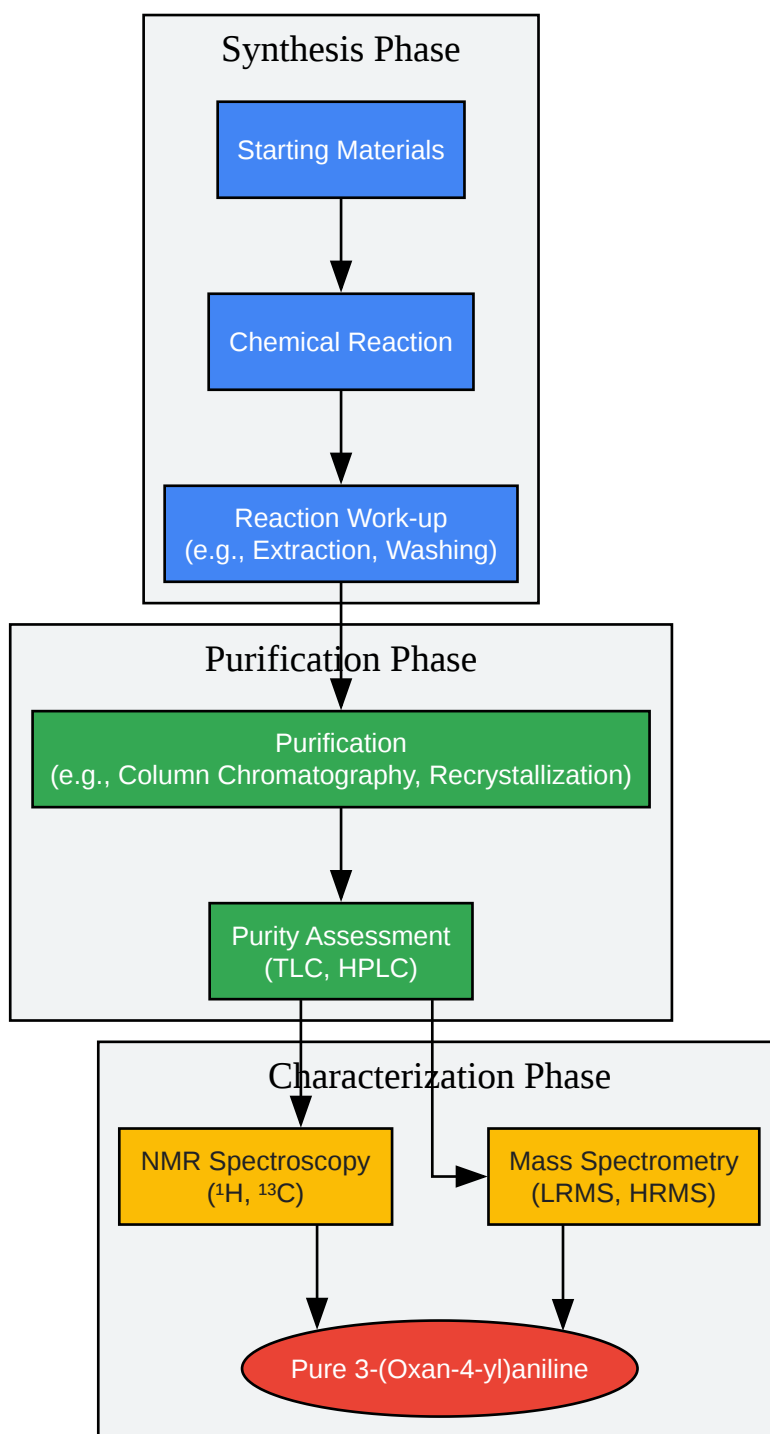 Synthesis Phase
Starting Materials
Chemical Reaction
Reaction Work-up
(e.g., Extraction, Washing)
Purification Phase
Purification
(e.g., Column Chromatography, Recrystallization)
Purity Assessment
(TLC, HPLC)
Characterization Phase
NMR Spectroscopy
(¹H, ¹³C)
Mass Spectrometry
(LRMS, HRMS)
Pure 3-(Oxan-4-yl)aniline